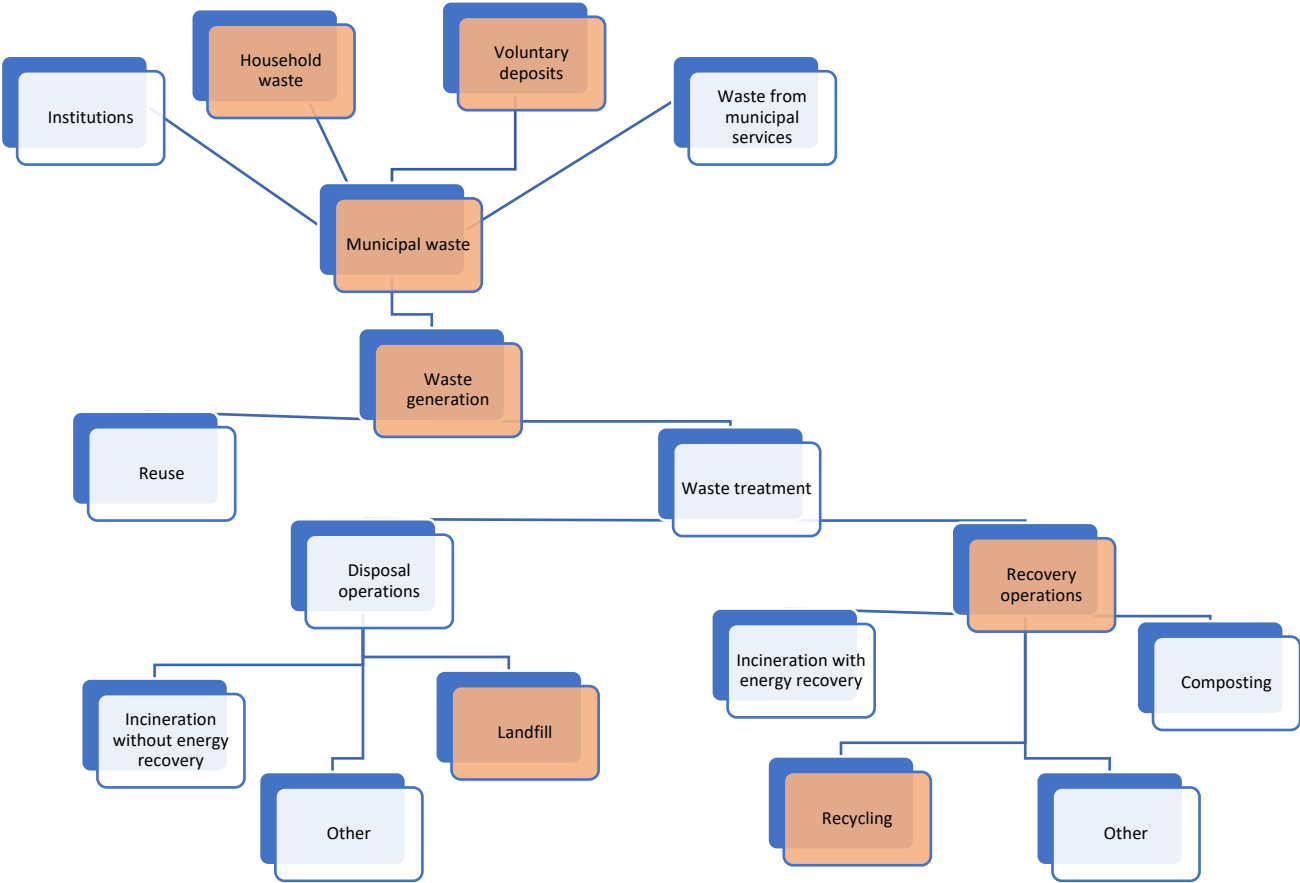 Household
waste
Voluntary
deposits
Institutions
Waste from
municipal
services
Municipal waste
Waste
generation
Reuse
Waste treatment
Disposal
operations
Recovery
operations
Incineration with
energy recovery
Composting
Incineration
without energy
recovery
Landfill
Other
Recycling
Other